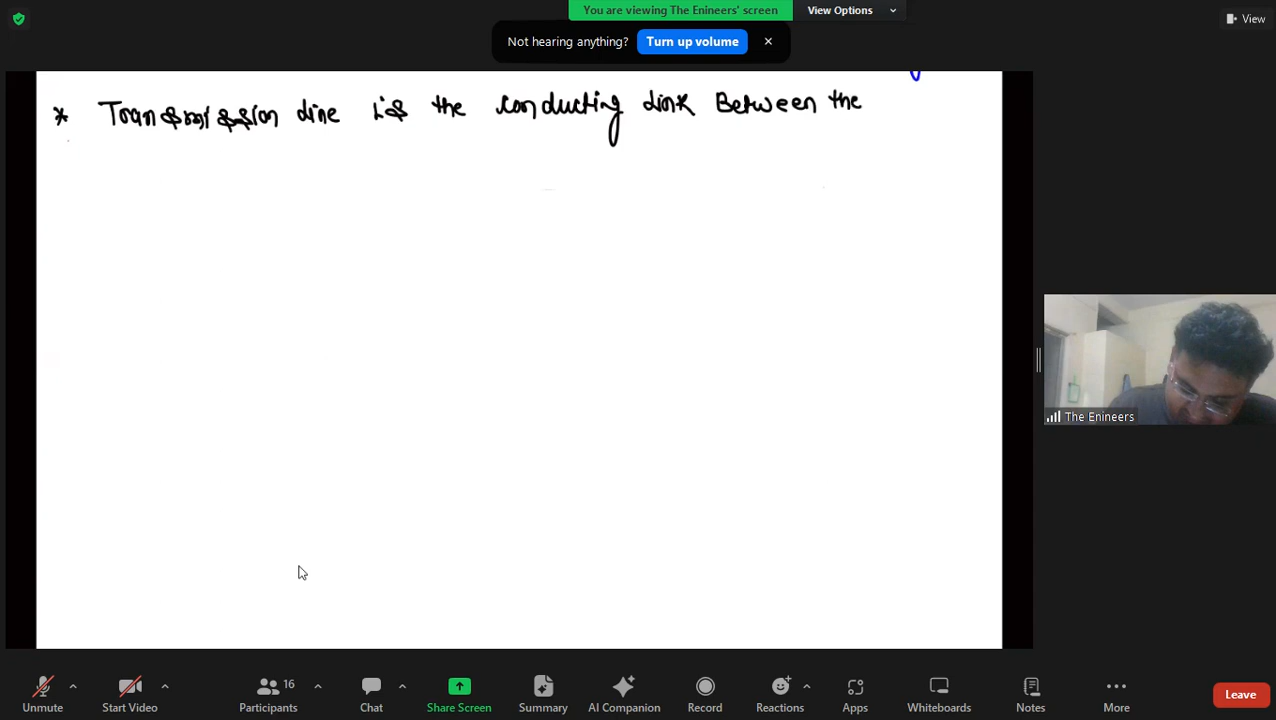 You are viewing The Enineers' screen
View Options
View
Not hearing anything?
Turn up volume
* Transmission line is the conducting link Between the
The Enineers
Unmute
Start Video
16
Participants
Chat
Share Screen
Summary
AI Companion
Record
Reactions
Apps
Whiteboards
Notes
More
Leave